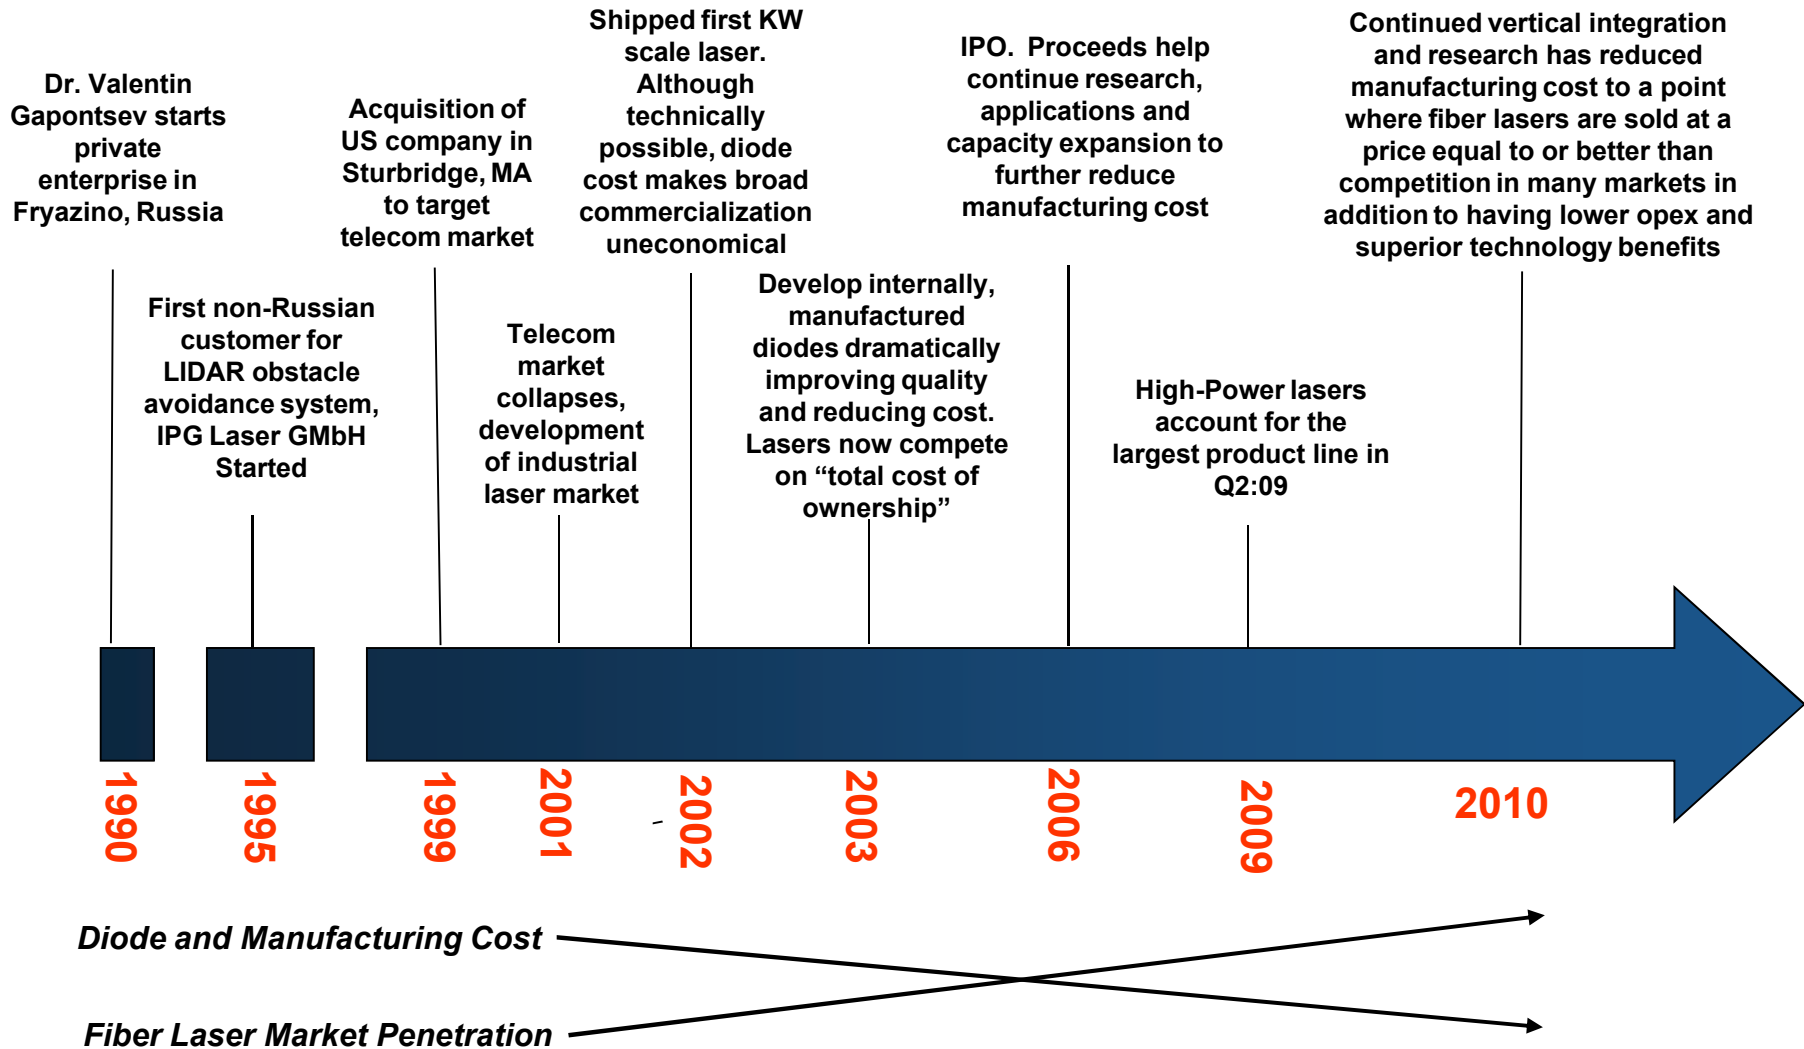 Dr. Valentin
Gapontsev starts
private
enterprise in
Fryazino, Russia
First non-Russian
customer for
LIDAR obstacle
avoidance system,
IPG Laser GMbH
Started
Acquisition of
US company in
Sturbridge, MA
to target
telecom market
Telecom
market
collapses,
development
of industrial
laser market
Shipped first KW
scale laser.
Although
technically
possible, diode
cost makes broad
commercialization
uneconomical
Develop internally,
manufactured
diodes dramatically
improving quality
and reducing cost.
Lasers now compete
on “total cost of
ownership”
IPO.  Proceeds help
continue research,
applications and
capacity expansion to
further reduce
manufacturing cost
High-Power lasers
account for the
largest product line in
Q2:09
Continued vertical integration
and research has reduced
manufacturing cost to a point
where fiber lasers are sold at a
price equal to or better than
competition in many markets in
addition to having lower opex and
superior technology benefits
1990
1995
1999
2001
2002
2003
2006
2009
2010
Diode and Manufacturing Cost
Fiber Laser Market Penetration